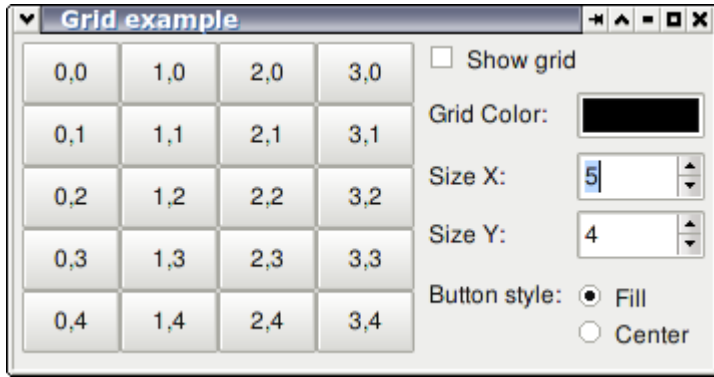 Grid example
0,0 1,0 2,0 3,0
0,1 1,1 2,1 3,1
0,2 1,2 2,2 3,2
0,3 1,3 2,3 3,3
0,4 1,4 2,4 3,4
Show grid
Grid Color:
Size X: 5
Size Y: 4
Button style: Fill
Center